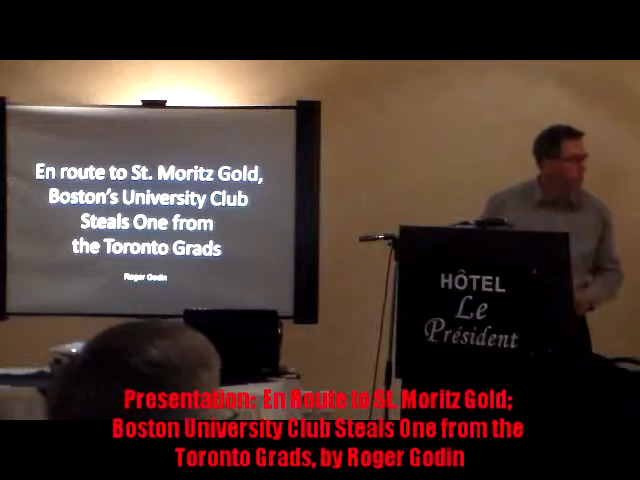 En route to St. Moritz Gold,
Boston's University Club
Steals One from
the Toronto Grads
Roger Godin
HÔTEL
Le
Président
Presentation: En Route to St. Moritz Gold;
Boston University Club Steals One from the
Toronto Grads, by Roger Godin